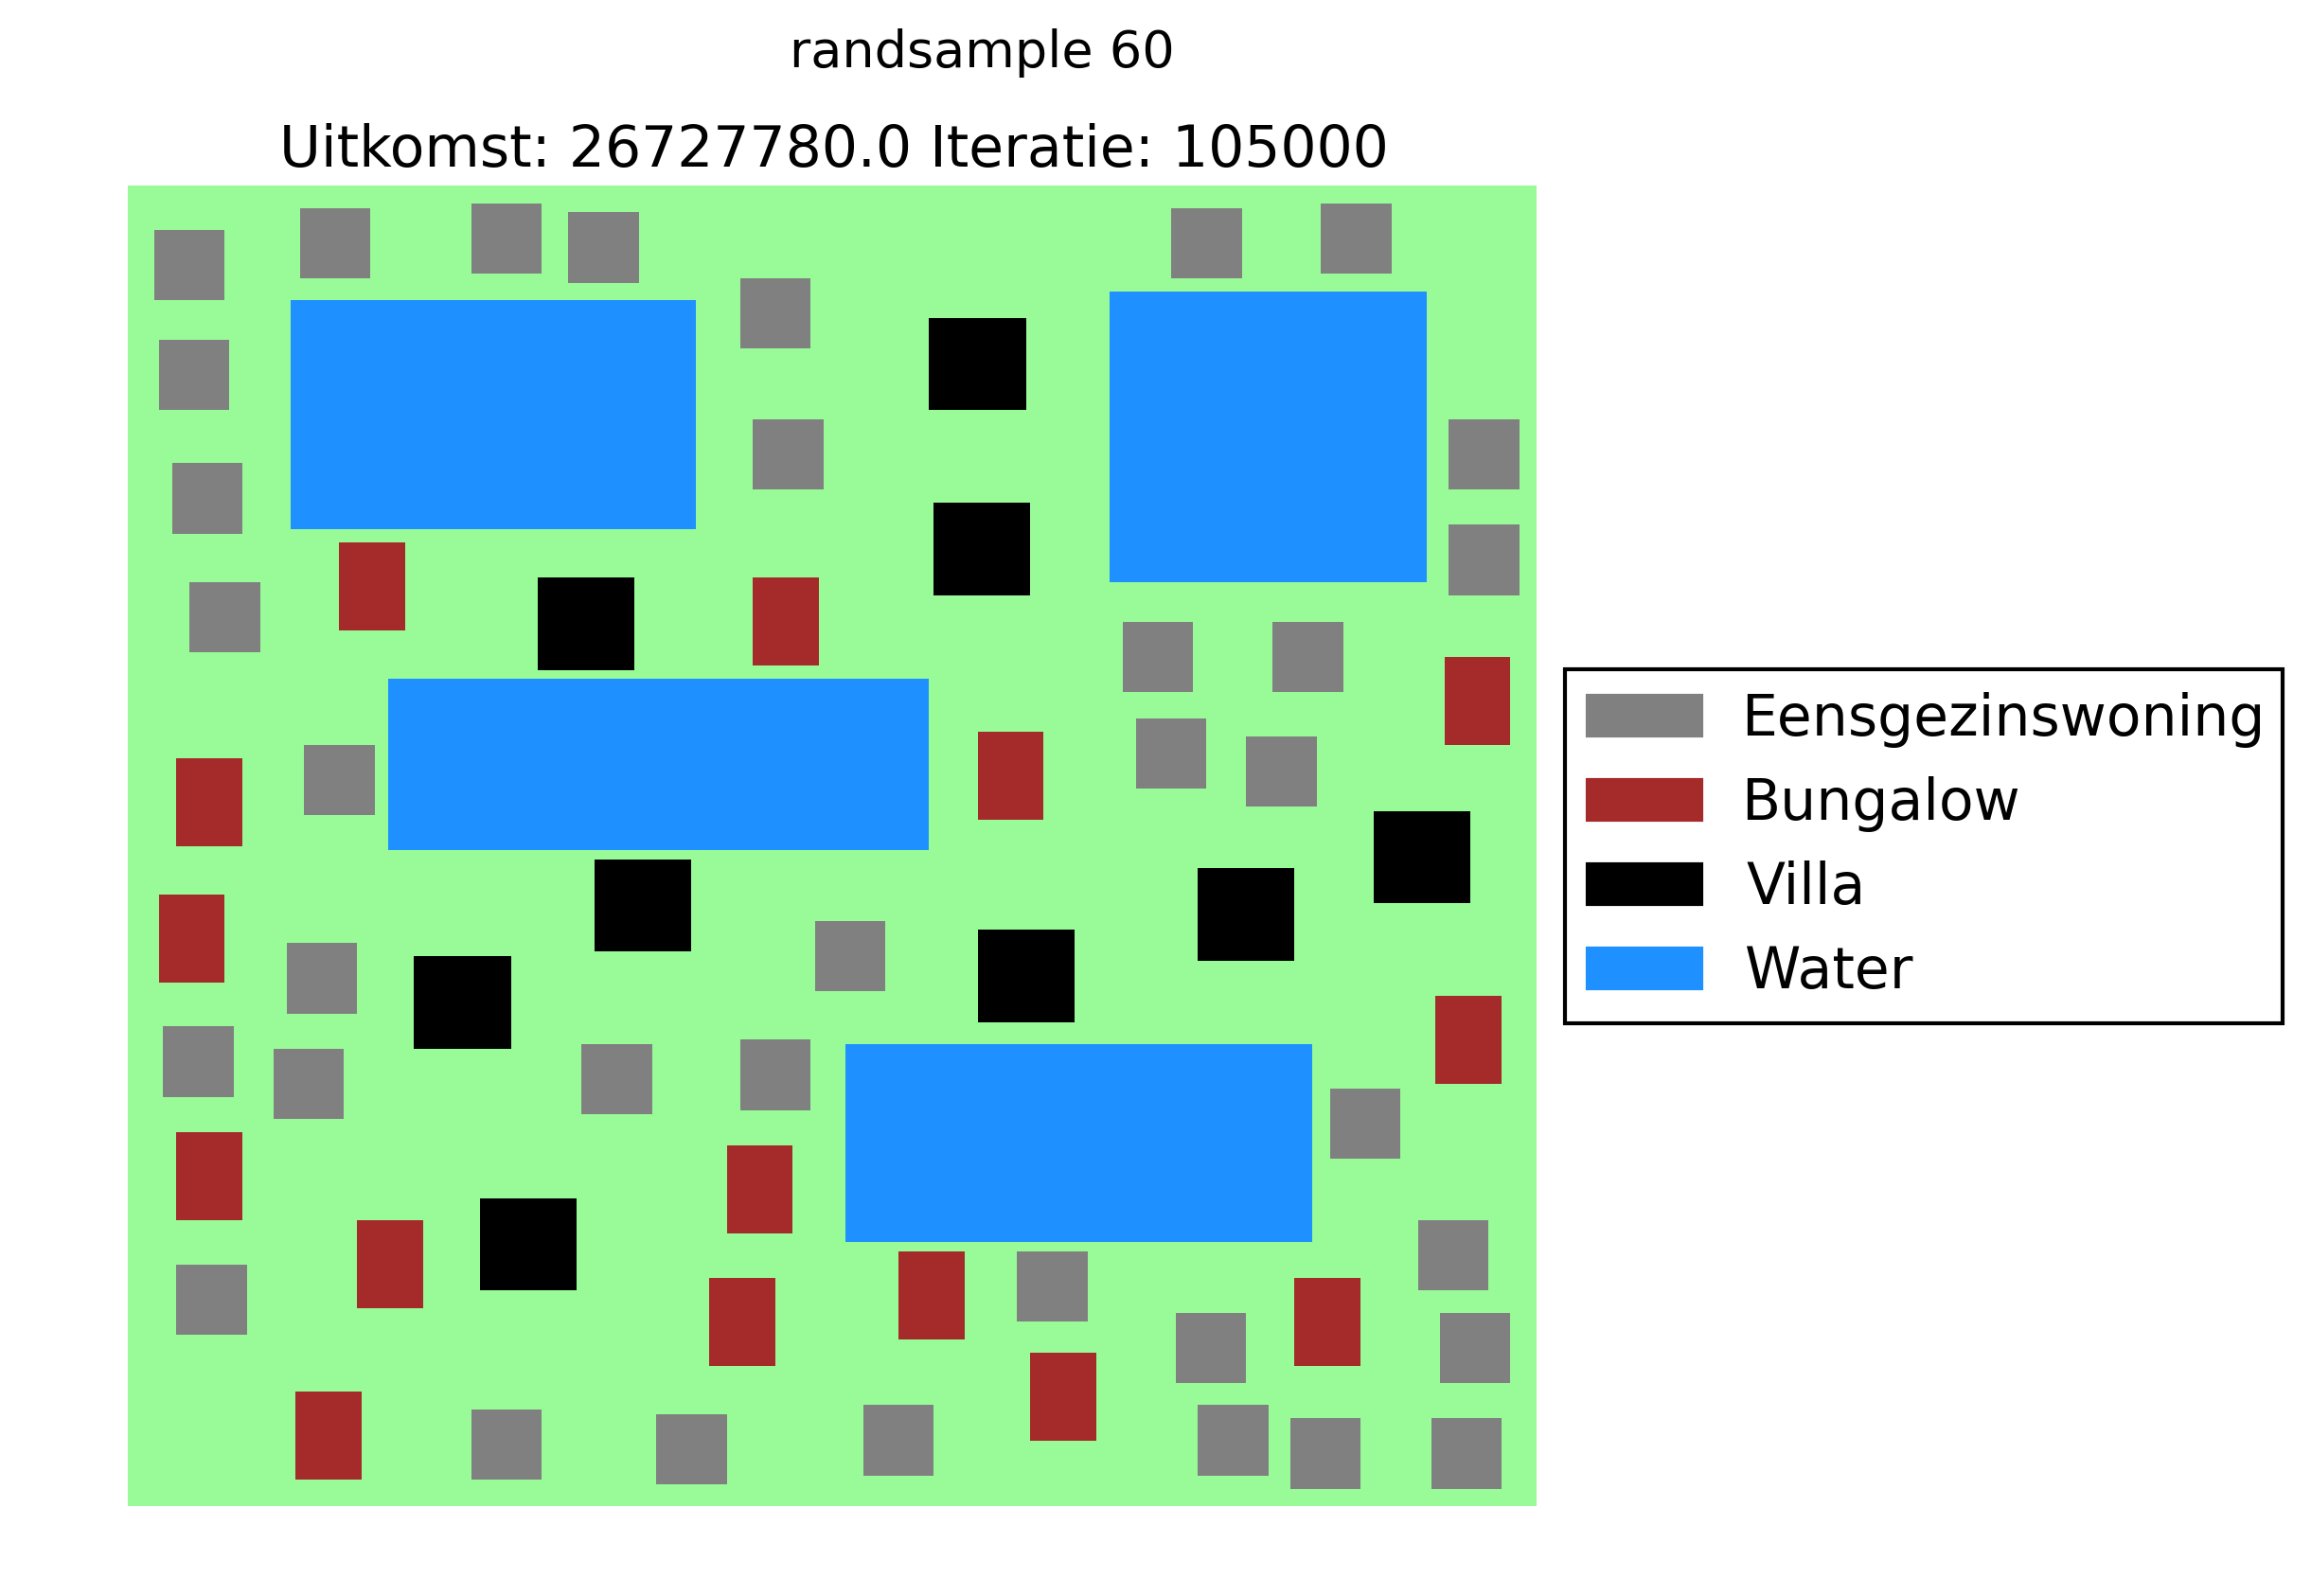 randsample 60
Uitkomst: 26727780.0 Iteratie: 105000
Eensgezinswoning
Bungalow
Villa
Water